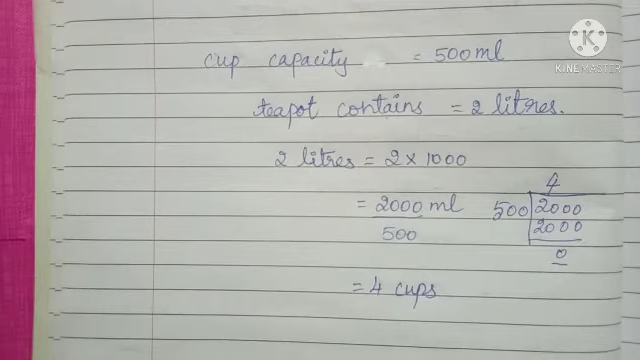 KINEMASTER
cup capacity = 500ml
teapot contains = 2 litres.
2 litres = 2 × 1000
= 2000 ml
500
4
500 2000
2000
0
= 4 cups